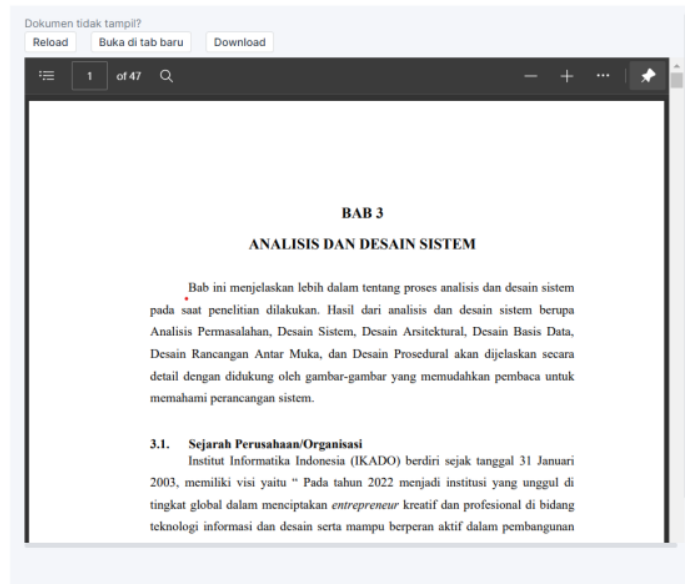 Dokumen tidak tampil?
Reload Buka di tab baru Download
1 of 47
BAB 3
ANALISIS DAN DESAIN SISTEM
Bab ini menjelaskan lebih dalam tentang proses analisis dan desain sistem
pada saat penelitian dilakukan. Hasil dari analisis dan desain sistem berupa
Analisis Permasalahan, Desain Sistem, Desain Arsitektural, Desain Basis Data,
Desain Rancangan Antar Muka, dan Desain Prosedural akan dijelaskan secara
detail dengan didukung oleh gambar-gambar yang memudahkan pembaca untuk
memahami perancangan sistem.
3.1. Sejarah Perusahaan/Organisasi
Institut Informatika Indonesia (IKADO) berdiri sejak tanggal 31 Januari
2003, memiliki visi yaitu “ Pada tahun 2022 menjadi institusi yang unggul di
tingkat global dalam menciptakan entrepreneur kreatif dan profesional di bidang
teknologi informasi dan desain serta mampu berperan aktif dalam pembangunan